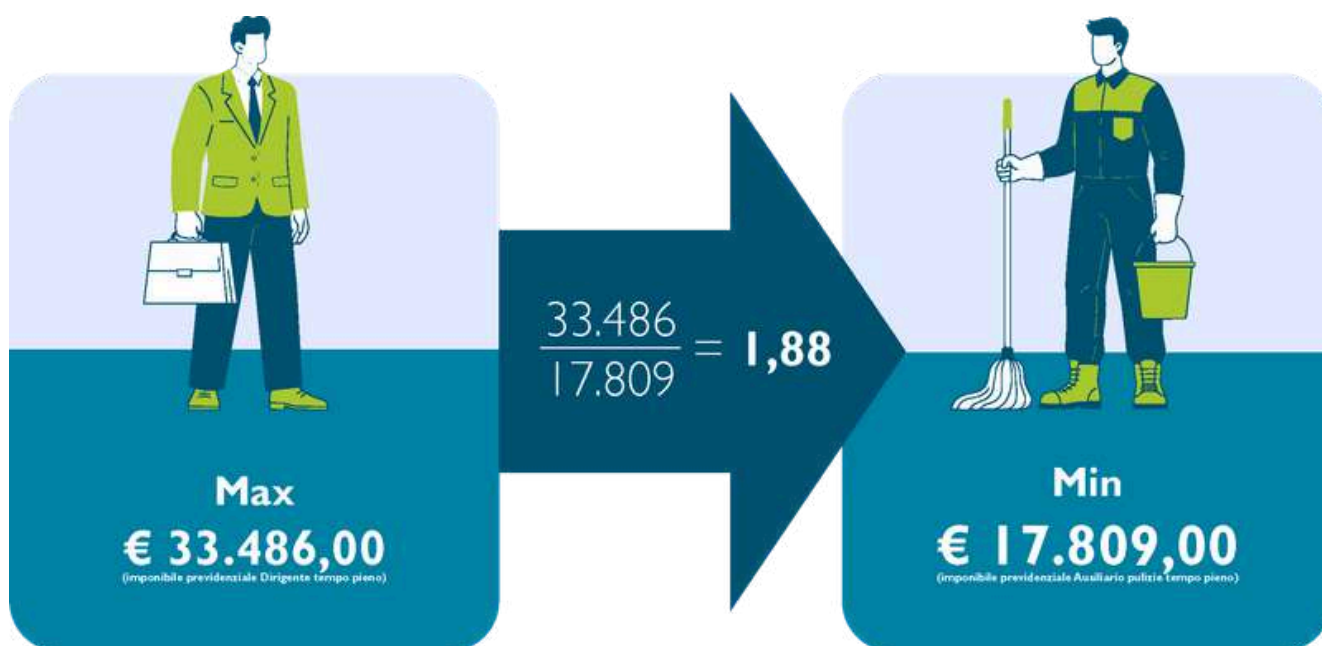 Max
€ 33.486,00
(imponibile previdenziale Dirigente tempo pieno)
33.486
17.809
= 1,88
Min
€ 17.809,00
(imponibile previdenziale Ausiliario pulizie tempo pieno)